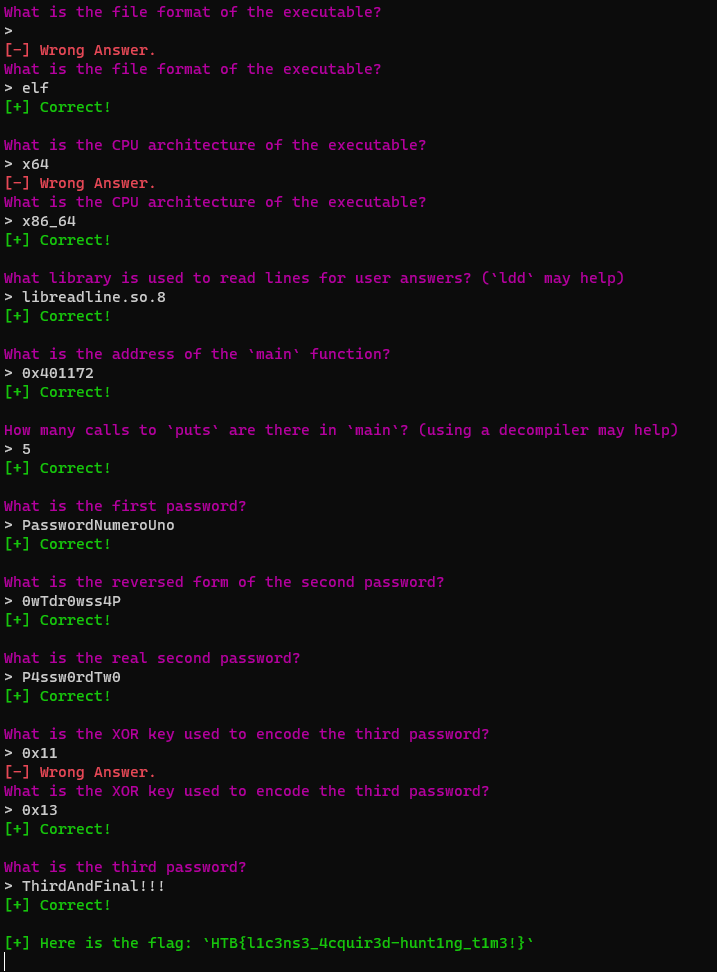 What is the file format of the executable?
>
[-] Wrong Answer.
What is the file format of the executable?
> elf
[+] Correct!
What is the CPU architecture of the executable?
> x64
[-] Wrong Answer.
What is the CPU architecture of the executable?
> x86_64
[+] Correct!
What library is used to read lines for user answers? (`ldd` may help)
> libreadline.so.8
[+] Correct!
What is the address of the `main` function?
> 0x401172
[+] Correct!
How many calls to `puts` are there in `main`? (using a decompiler may help)
> 5
[+] Correct!
What is the first password?
> PasswordNumeroUno
[+] Correct!
What is the reversed form of the second password?
> 0wTdr0wss4P
[+] Correct!
What is the real second password?
> P4ssw0rdTw0
[+] Correct!
What is the XOR key used to encode the third password?
> 0x11
[-] Wrong Answer.
What is the XOR key used to encode the third password?
> 0x13
[+] Correct!
What is the third password?
> ThirdAndFinal!!!
[+] Correct!
[+] Here is the flag: `HTB{l1c3ns3_4cquir3d-hunt1ng_t1m3!}`